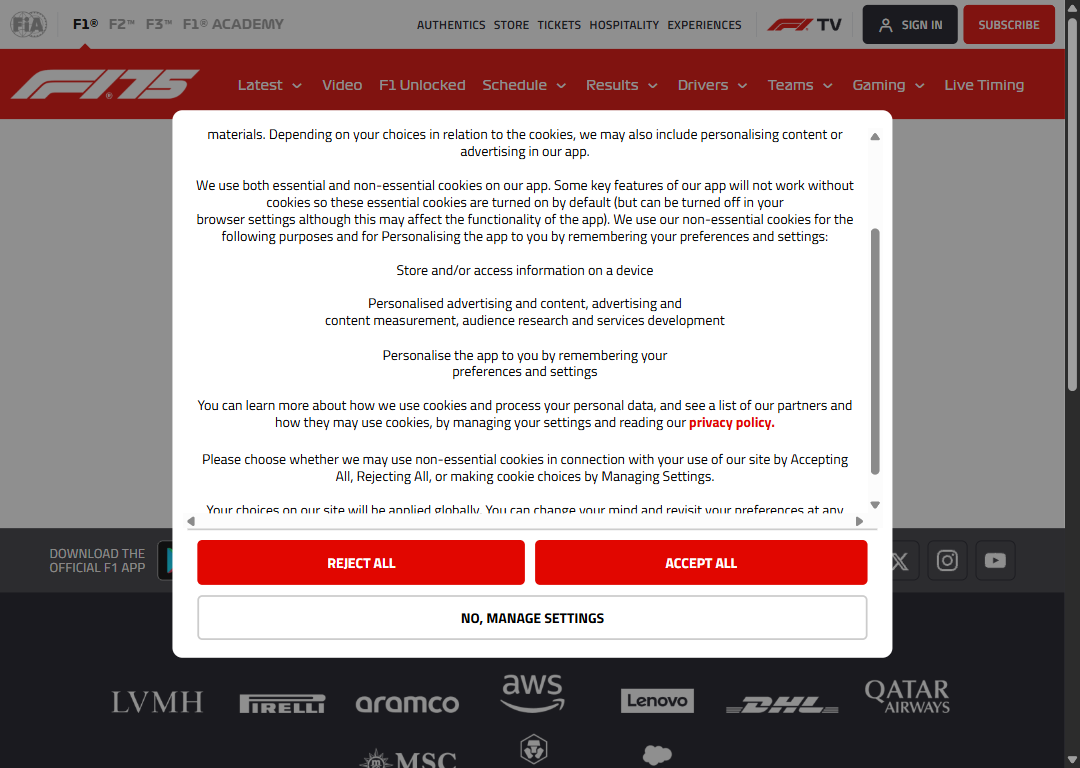 FiA
F1® F2™ F3™ F1® ACADEMY
AUTHENTICS STORE TICKETS HOSPITALITY EXPERIENCES
F1 TV
SIGN IN
SUBSCRIBE
F1.75
Latest Video F1 Unlocked Schedule Results Drivers Teams Gaming Live Timing
materials. Depending on your choices in relation to the cookies, we may also include personalising content or
advertising in our app.
We use both essential and non-essential cookies on our app. Some key features of our app will not work without
cookies so these essential cookies are turned on by default (but can be turned off in your
browser settings although this may affect the functionality of the app). We use our non-essential cookies for the
following purposes and for Personalising the app to you by remembering your preferences and settings:
Store and/or access information on a device
Personalised advertising and content, advertising and
content measurement, audience research and services development
Personalise the app to you by remembering your
preferences and settings
You can learn more about how we use cookies and process your personal data, and see a list of our partners and
how they may use cookies, by managing your settings and reading our privacy policy.
Please choose whether we may use non-essential cookies in connection with your use of our site by Accepting
All, Rejecting All, or making cookie choices by Managing Settings.
Your choices on our site will be applied globally. You can change your mind and revisit your preferences at any
REJECT ALL
ACCEPT ALL
NO, MANAGE SETTINGS
DOWNLOAD THE
OFFICIAL F1 APP
LVMH
PIRELLI
aramco
aws
Lenovo
DHL
QATAR
AIRWAYS
MSC